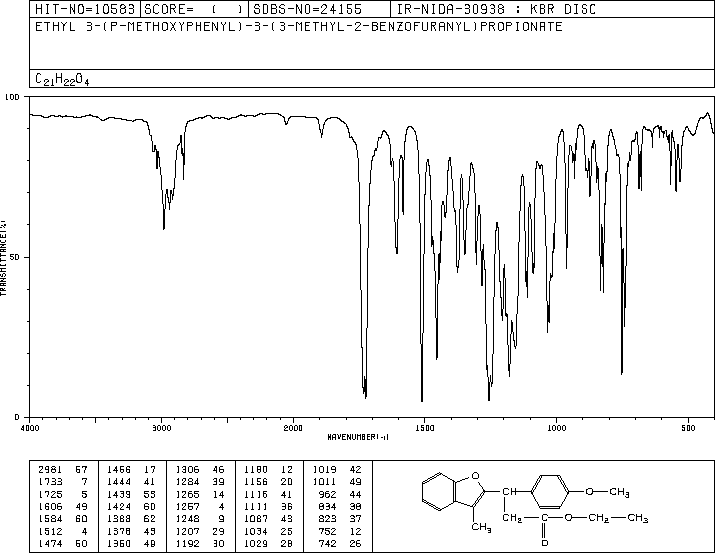 HIT-NO=10583 SCORE= ( ) SDBS-NO=24155 IR-NIDA-30938 : KBR DISC
ETHYL 3-(P-METHOXYPHENYL)-3-(3-METHYL-2-BENZOFURANYL)PROPIONATE
C21H22O4
100
50
0
TRANSMITTANCE(%)
4000 3000 2000 1500 1000 500
WAVENUMBER(-1)
2981 57 1466 17 1306 46 1180 12 1019 42
1733 7 1444 41 1284 39 1156 20 1011 49
1725 5 1439 55 1265 14 1116 41 962 44
1606 49 1424 60 1257 4 1111 36 834 38
1584 60 1388 62 1248 9 1087 43 823 37
1512 4 1378 43 1207 29 1034 25 752 12
1474 50 1350 49 1192 30 1029 28 742 26
O
CH O CH3
CH3 CH2 C O CH2 CH3
O